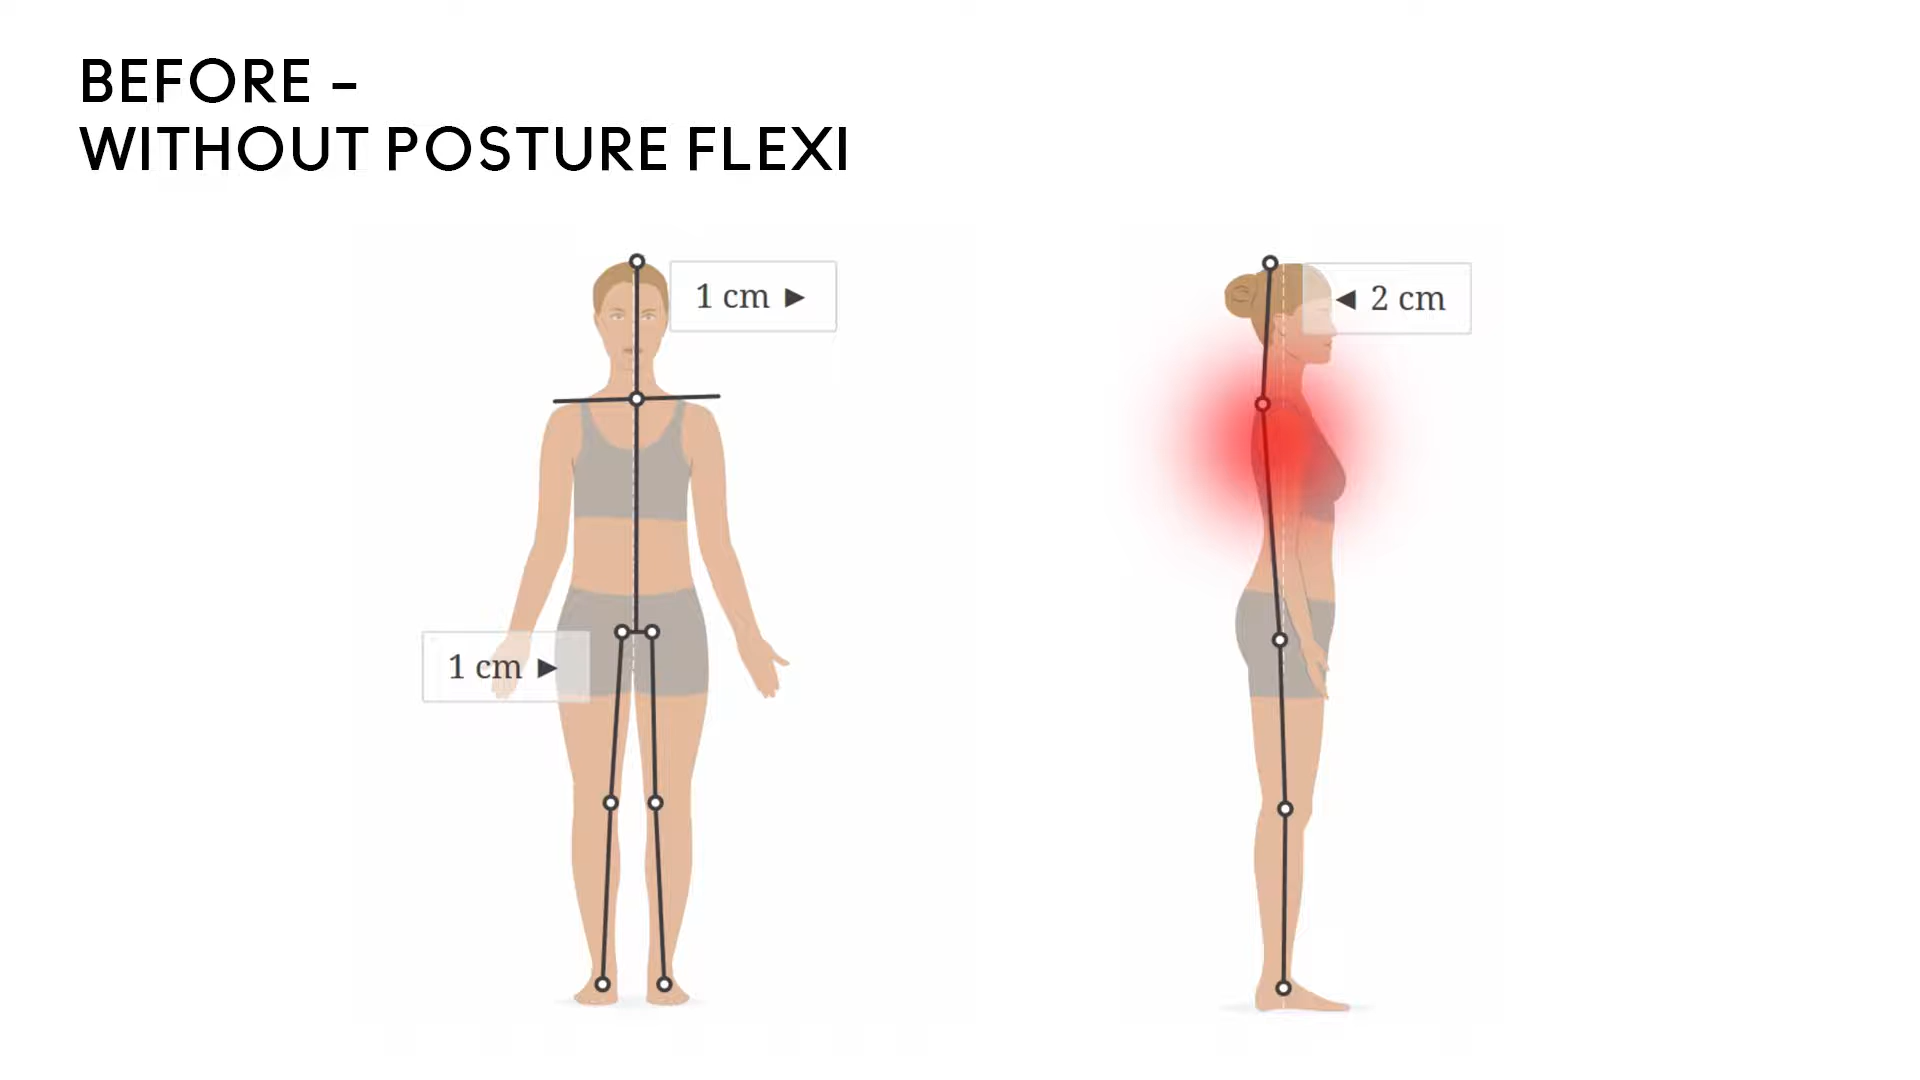 BEFORE –
WITHOUT POSTURE FLEXI
1 cm ►
◄ 2 cm
1 cm ►